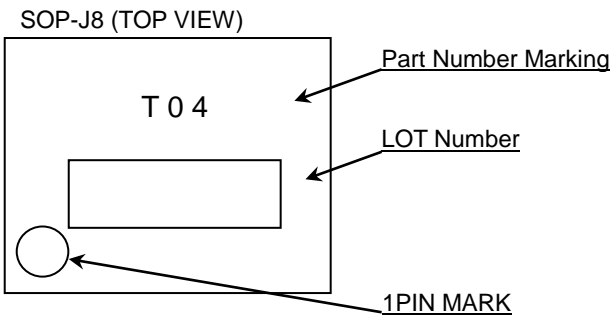 SOP-J8 (TOP VIEW)
Part Number Marking
T 0 4
LOT Number
1PIN MARK